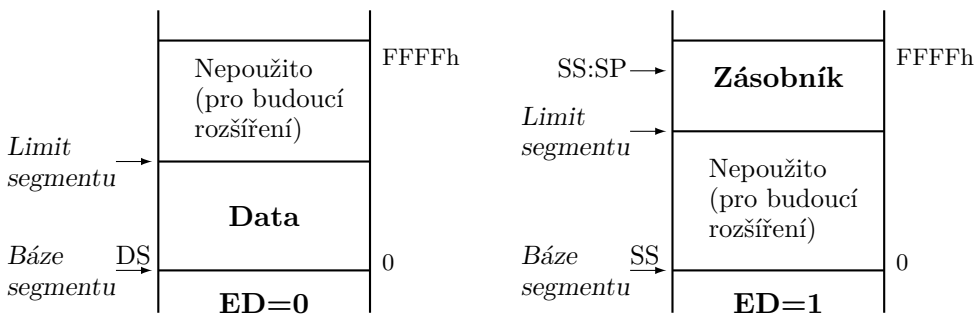 Nepoužito
(pro budoucí
rozšíření)
FFFFh
Limit
segmentu
Data
Báze
segmentu
DS
0
ED=0
SS:SP
Zásobník
FFFFh
Limit
segmentu
Nepoužito
(pro budoucí
rozšíření)
Báze
segmentu
SS
0
ED=1